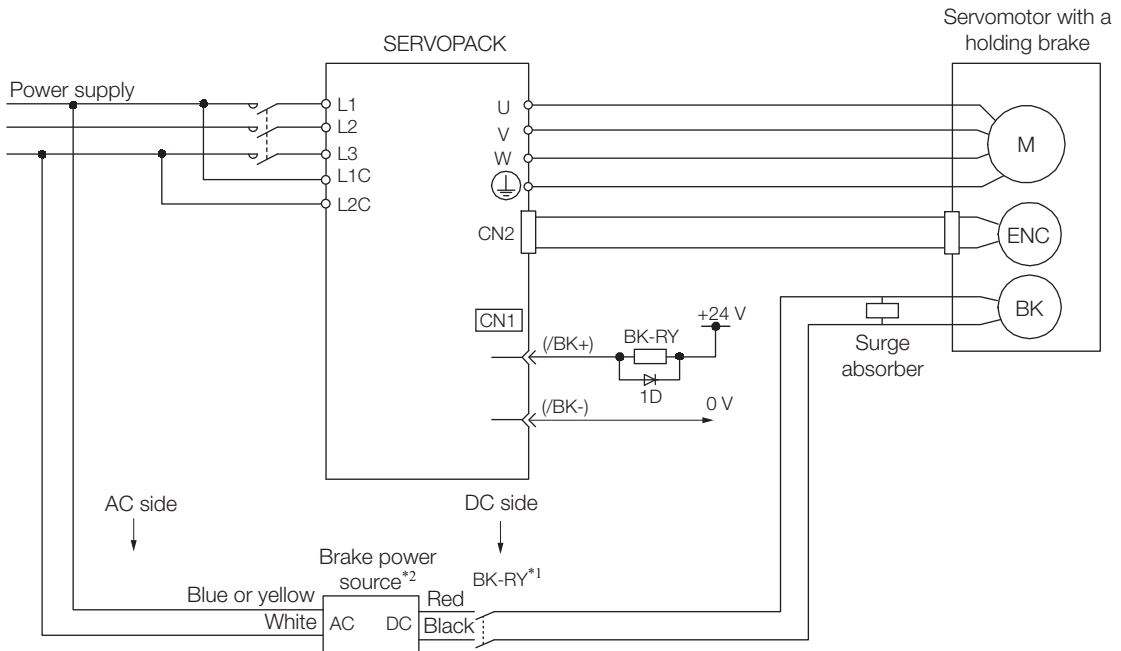 Servomotor with a
holding brake
SERVOPACK
Power supply
L1
U
L2
V
M
L3
W
L1C
L2C
CN2
ENC
CN1
+24 V
BK
(/BK+)
BK-RY
Surge
absorber
1D
(/BK-)
0 V
AC side
DC side
Brake power
source*2
BK-RY*1
Blue or yellow
Red
White
AC
DC
Black